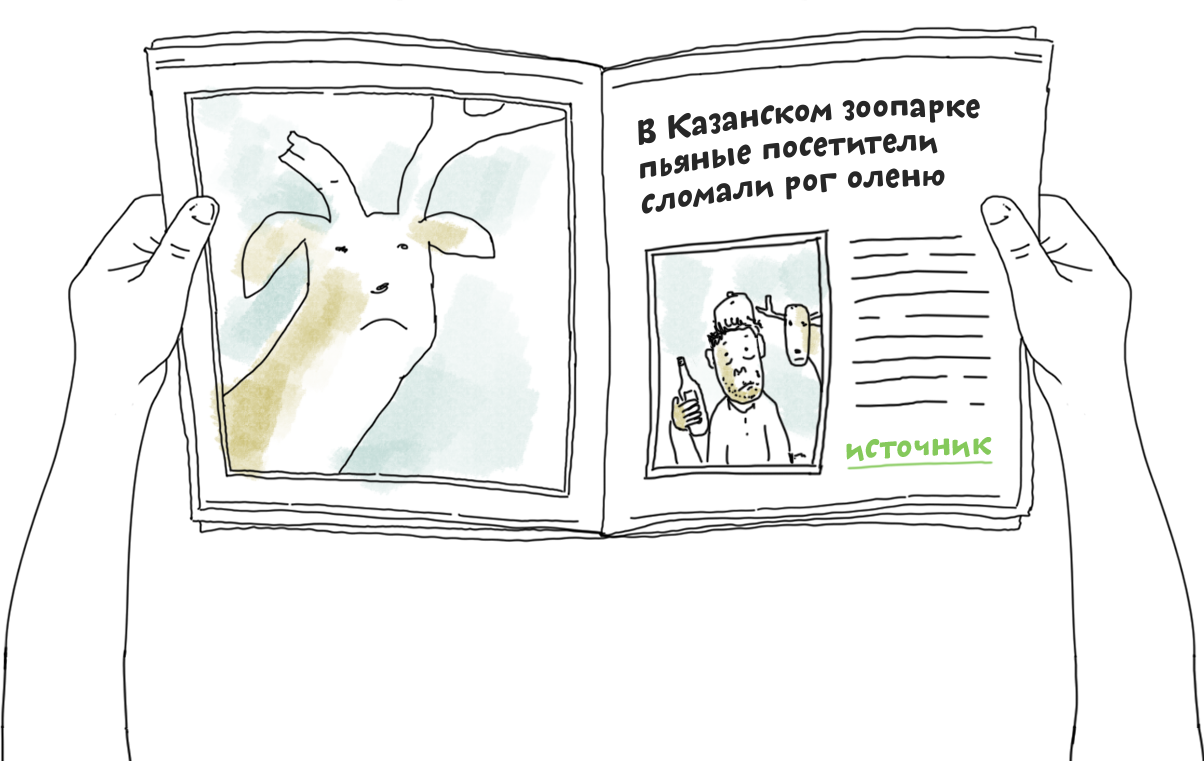 В Казанском зоопарке
пьяные посетители
сломали рог оленю
источник